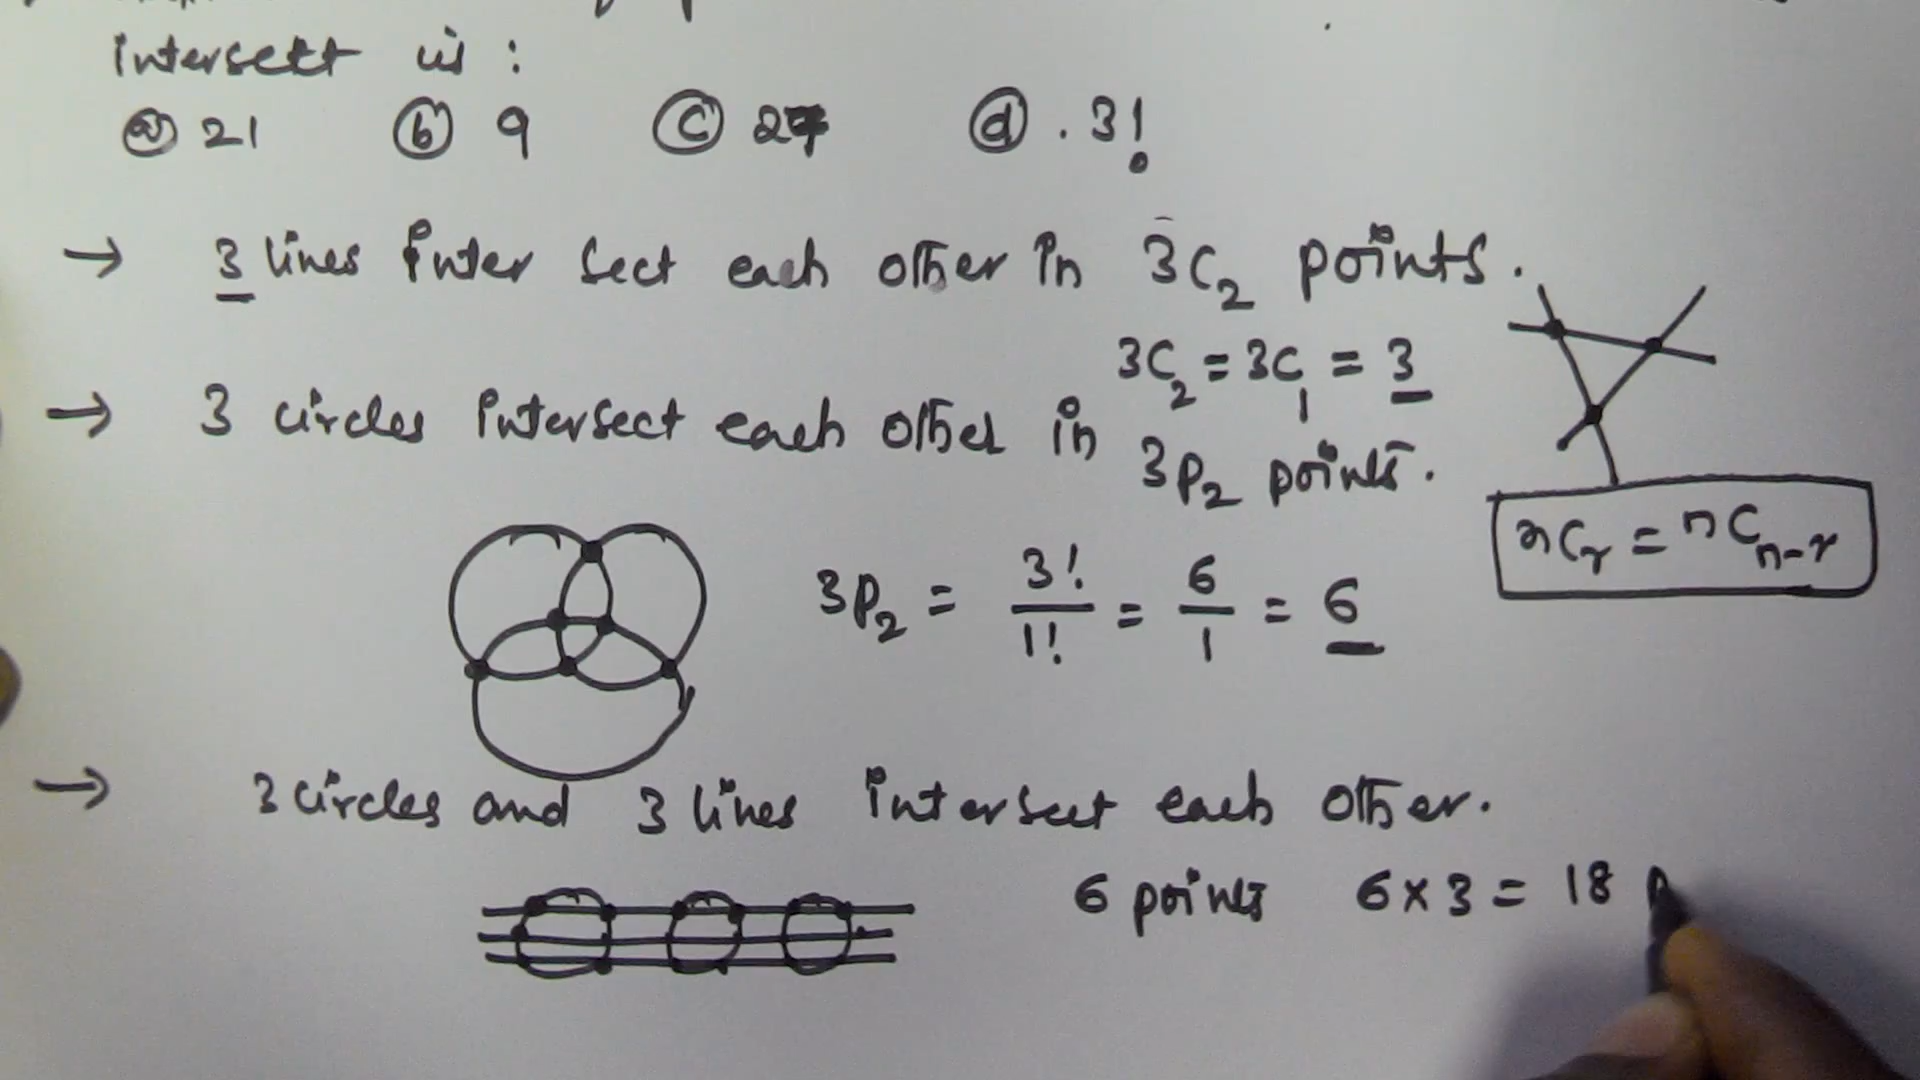 intersect is :
(a) 21 (b) 9 (c) 27 (d) . 3!
→ 3 lines inter sect each other in 3C₂ points.
3C₂ = 3C₁ = 3
→ 3 circles intersect each other in
3P₂ points.
nCᵣ = nCₙ₋ᵣ
3P₂ = 3!/1! = 6/1 = 6
→ 3 circles and 3 lines intersect each other.
6 points 6 × 3 = 18